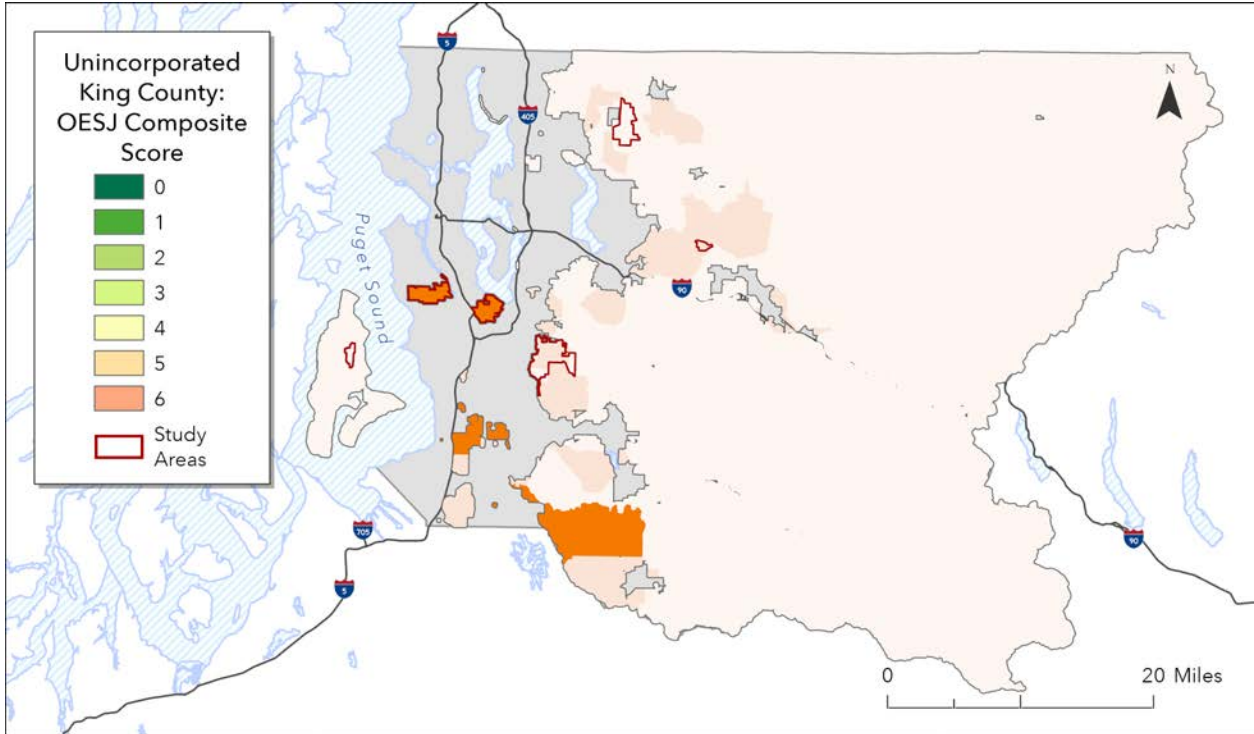 Unincorporated
King County:
OESJ Composite
Score
0
1
2
3
4
5
6
Study
Areas
5
405
N
Puget Sound
90
705
5
90
0
20 Miles